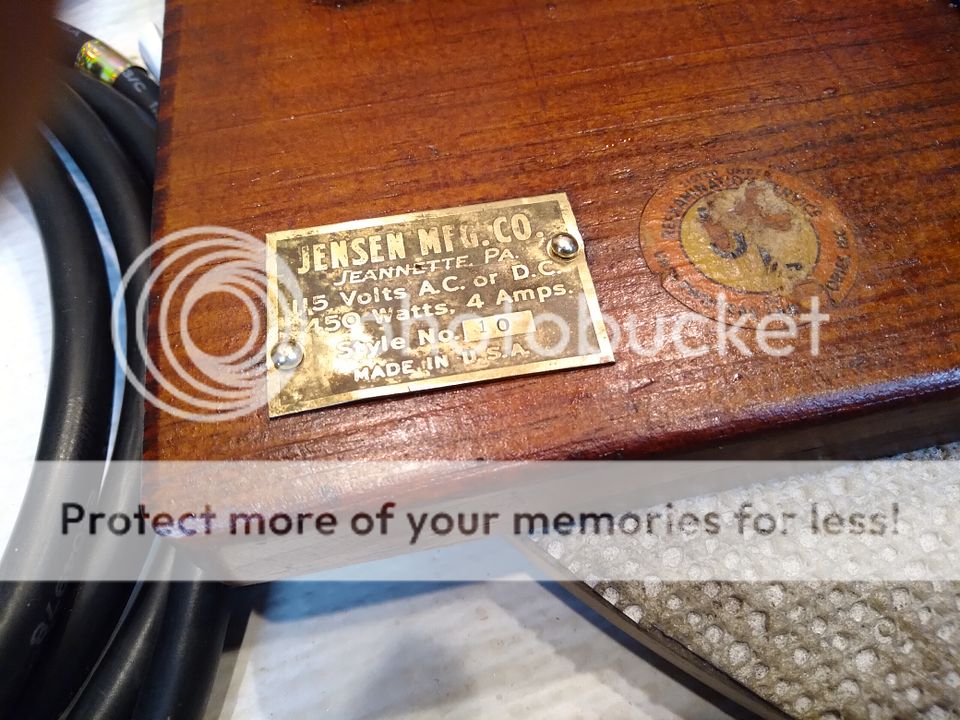 JENSEN MFG. CO.
JEANNETTE, PA.
115 Volts A.C. or D.C.
450 Watts, 4 Amps.
Style No. 10
MADE IN U.S.A.
photobucket
Protect more of your memories for less!